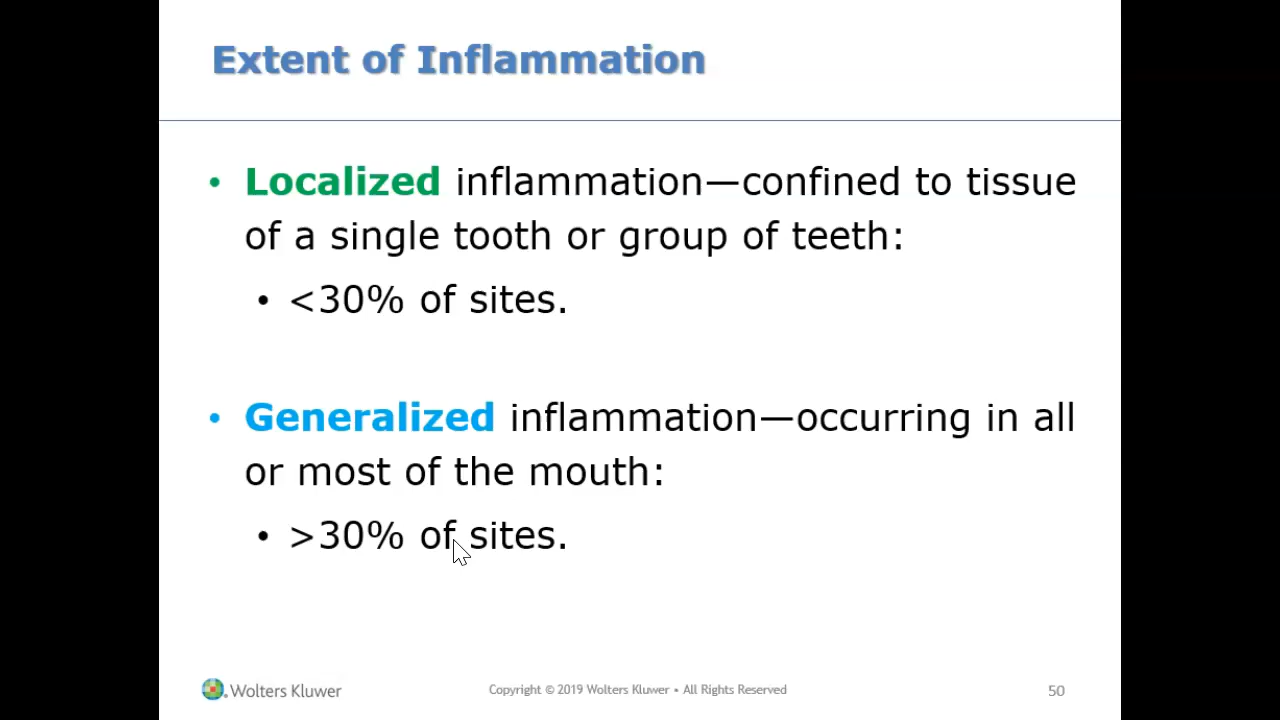 Extent of Inflammation
• Localized inflammation—confined to tissue
of a single tooth or group of teeth:
• <30% of sites.
• Generalized inflammation—occurring in all
or most of the mouth:
• >30% of sites.
Wolters Kluwer
Copyright © 2019 Wolters Kluwer • All Rights Reserved
50